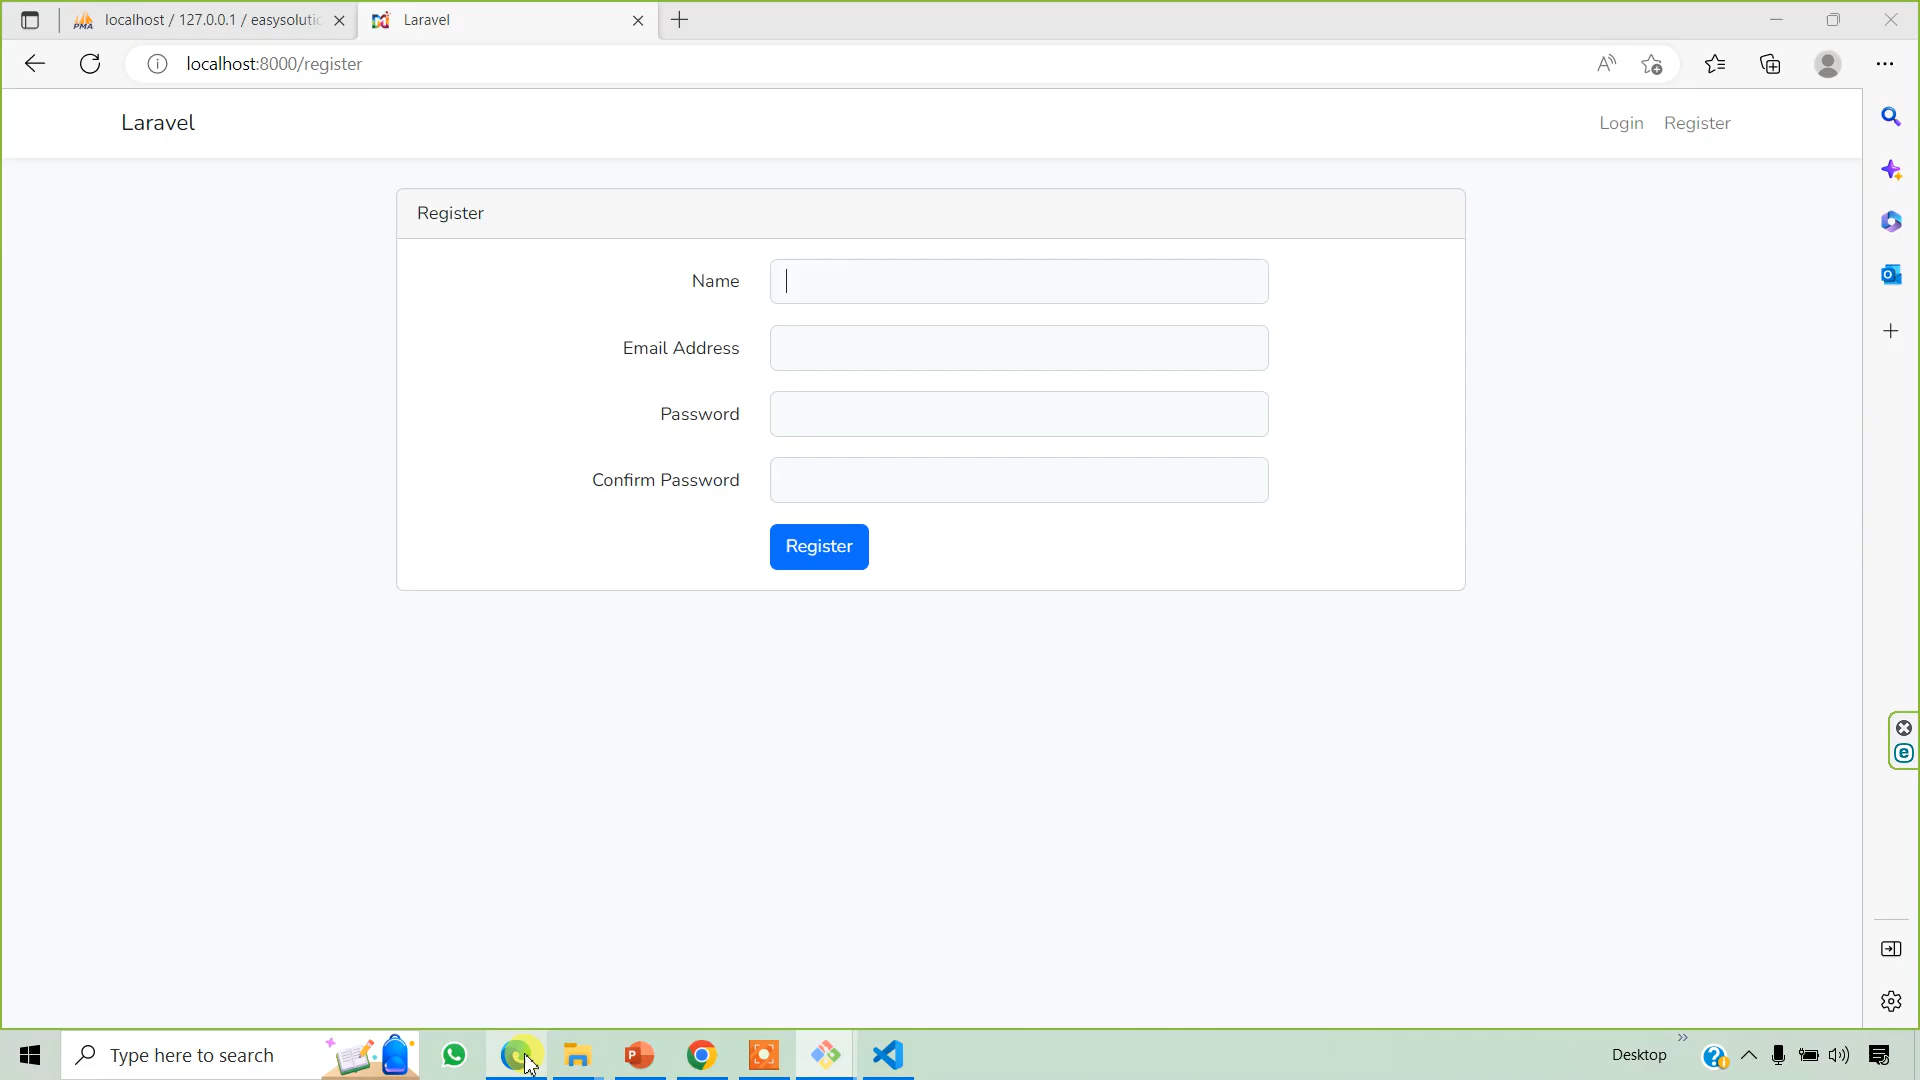 localhost / 127.0.0.1 / easysoluti
Laravel
localhost:8000/register
Laravel
Login
Register
Register
Name
Email Address
Password
Confirm Password
Register
Type here to search
Desktop